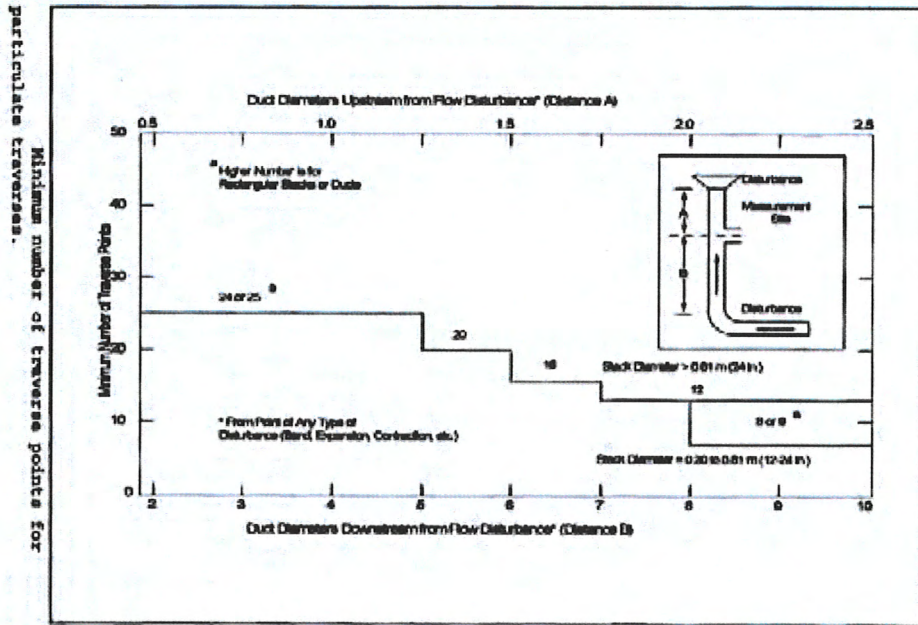 Minimum number of traverse points for
particulate traverses.
Duct Diameters Upstream from Flow Disturbance* (Distance A)
0.5 1.0 1.5 2.0 2.5
50
40
30
20
10
0
Minimum Number of Traverse Points
a Higher Number is for
Rectangular Stacks or Ducts
24 or 25 a
20
16
Stack Diameter > 0.61 m (24 in.)
12
8 or 9 a
Stack Diameter = 0.30 to 0.61 m (12-24 in.)
* From Point of Any Type of
Disturbance (Bend, Expansion, Contraction, etc.)
Disturbance
Measurement
Site
Disturbance
A
B
2 3 4 5 6 7 8 9 10
Duct Diameters Downstream from Flow Disturbance* (Distance B)